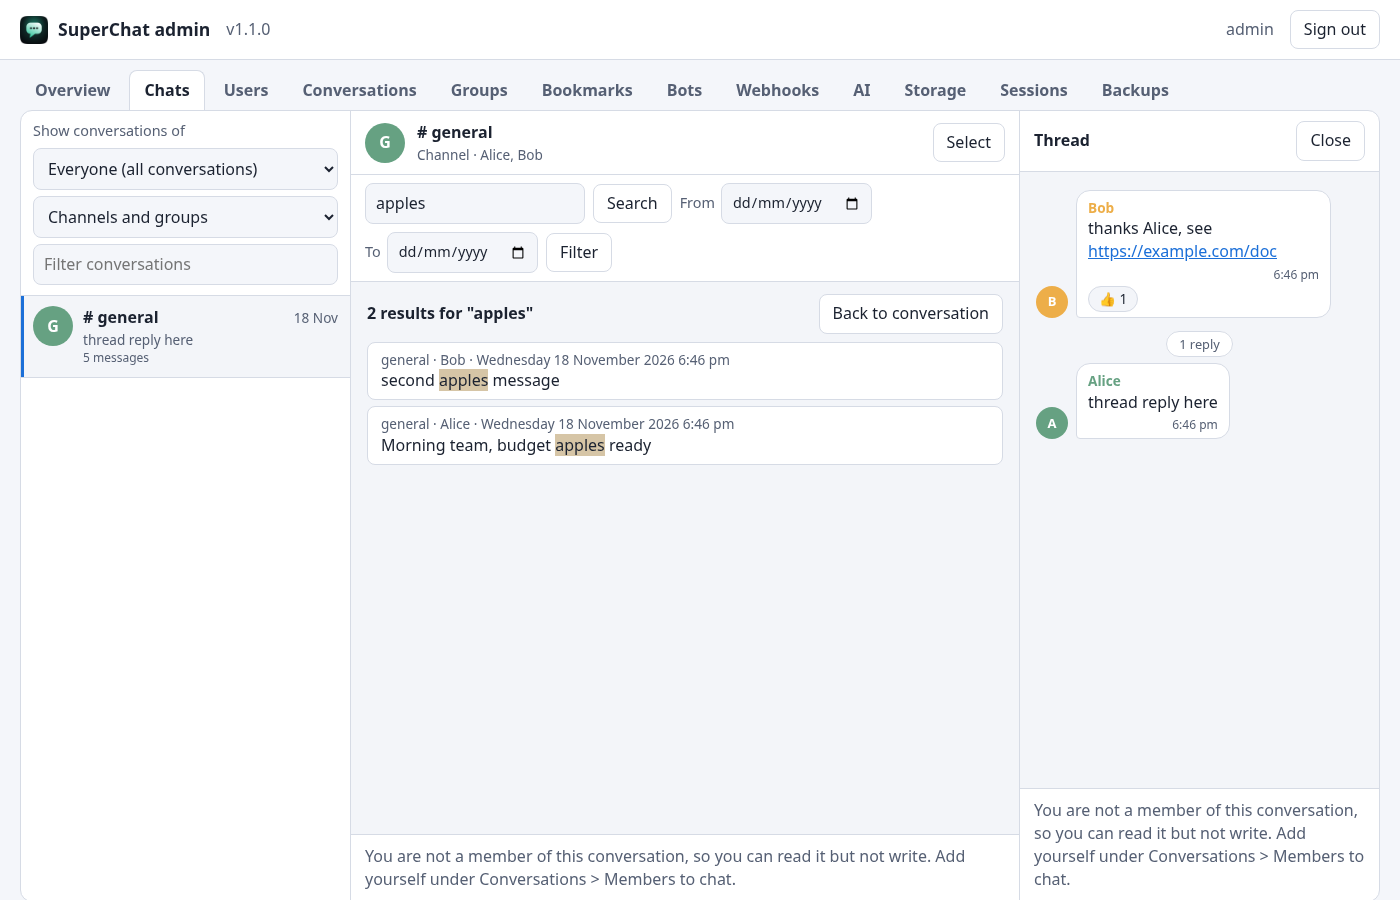 SuperChat admin v1.1.0
admin
Sign out
Overview
Chats
Users
Conversations
Groups
Bookmarks
Bots
Webhooks
AI
Storage
Sessions
Backups
Show conversations of
Everyone (all conversations)
Channels and groups
Filter conversations
G
# general
18 Nov
thread reply here
5 messages
G
# general
Channel · Alice, Bob
Select
apples
Search
From
dd/mm/yyyy
To
dd/mm/yyyy
Filter
2 results for "apples"
Back to conversation
general · Bob · Wednesday 18 November 2026 6:46 pm
second apples message
general · Alice · Wednesday 18 November 2026 6:46 pm
Morning team, budget apples ready
You are not a member of this conversation, so you can read it but not write. Add
yourself under Conversations > Members to chat.
Thread
Close
Bob
thanks Alice, see
https://example.com/doc
6:46 pm
B
👍 1
1 reply
Alice
thread reply here
6:46 pm
A
You are not a member of this conversation,
so you can read it but not write. Add
yourself under Conversations > Members to
chat.